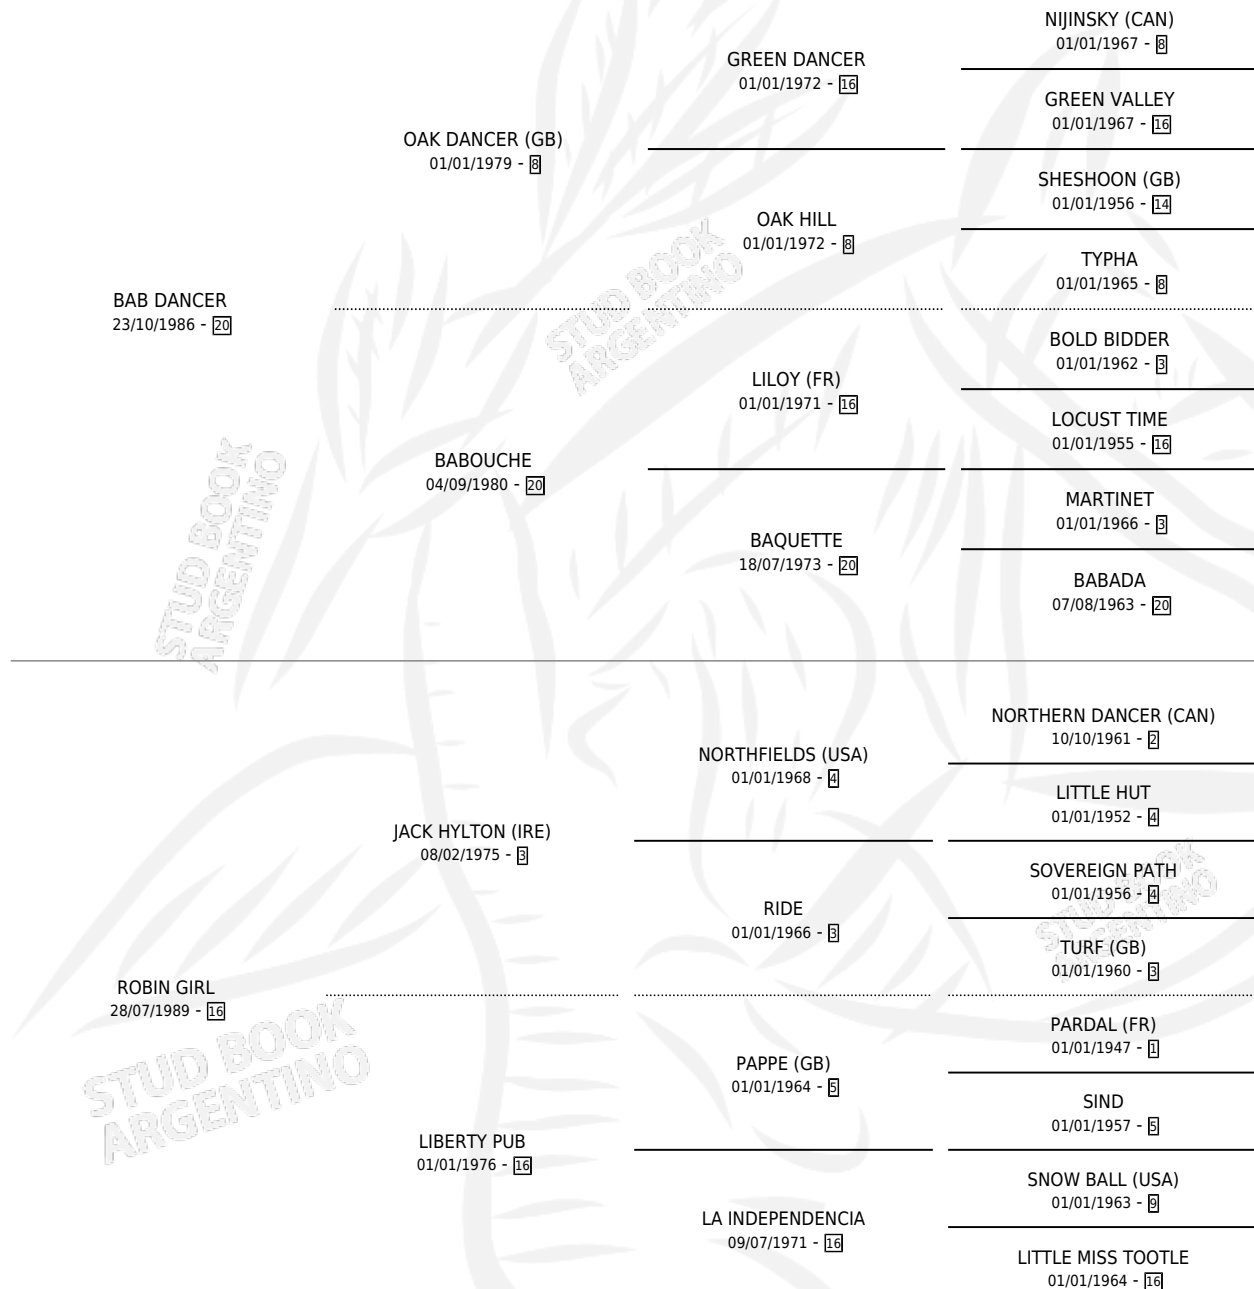 NIJINSKY (CAN)
01/01/1967 - 8
GREEN DANCER
01/01/1972 - 16
GREEN VALLEY
01/01/1967 - 16
OAK DANCER (GB)
01/01/1979 - 8
SHESHOON (GB)
01/01/1956 - 14
OAK HILL
01/01/1972 - 8
TYPHA
01/01/1965 - 8
BAB DANCER
23/10/1986 - 20
BOLD BIDDER
01/01/1962 - 3
LILOY (FR)
01/01/1971 - 16
LOCUST TIME
01/01/1955 - 16
BABOUCHE
04/09/1980 - 20
MARTINET
01/01/1966 - 3
BAQUETTE
18/07/1973 - 20
BABADA
07/08/1963 - 20
NORTHERN DANCER (CAN)
10/10/1961 - 2
NORTHFIELDS (USA)
01/01/1968 - 4
LITTLE HUT
01/01/1952 - 4
JACK HYLTON (IRE)
08/02/1975 - 3
SOVEREIGN PATH
01/01/1956 - 4
RIDE
01/01/1966 - 3
TURF (GB)
01/01/1960 - 3
ROBIN GIRL
28/07/1989 - 16
PARDAL (FR)
01/01/1947 - 1
PAPPE (GB)
01/01/1964 - 5
SIND
01/01/1957 - 5
LIBERTY PUB
01/01/1976 - 16
SNOW BALL (USA)
01/01/1963 - 9
LA INDEPENDENCIA
09/07/1971 - 16
LITTLE MISS TOOTLE
01/01/1964 - 16
STUD BOOK
ARGENTINO
STUD BOOK
ARGENTINO
STUD BOOK
ARGENTINO
STUD BOOK
ARGENTINO